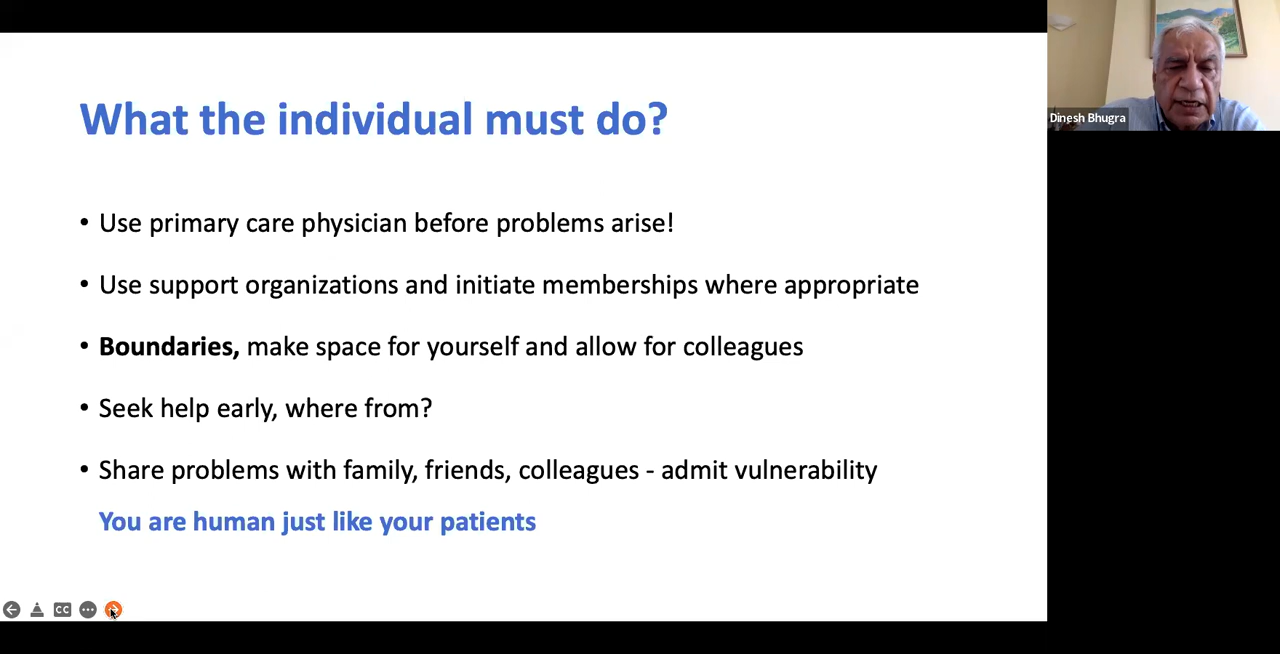 What the individual must do?
• Use primary care physician before problems arise!
• Use support organizations and initiate memberships where appropriate
• Boundaries, make space for yourself and allow for colleagues
• Seek help early, where from?
• Share problems with family, friends, colleagues - admit vulnerability
You are human just like your patients
CC
Dinesh Bhugra